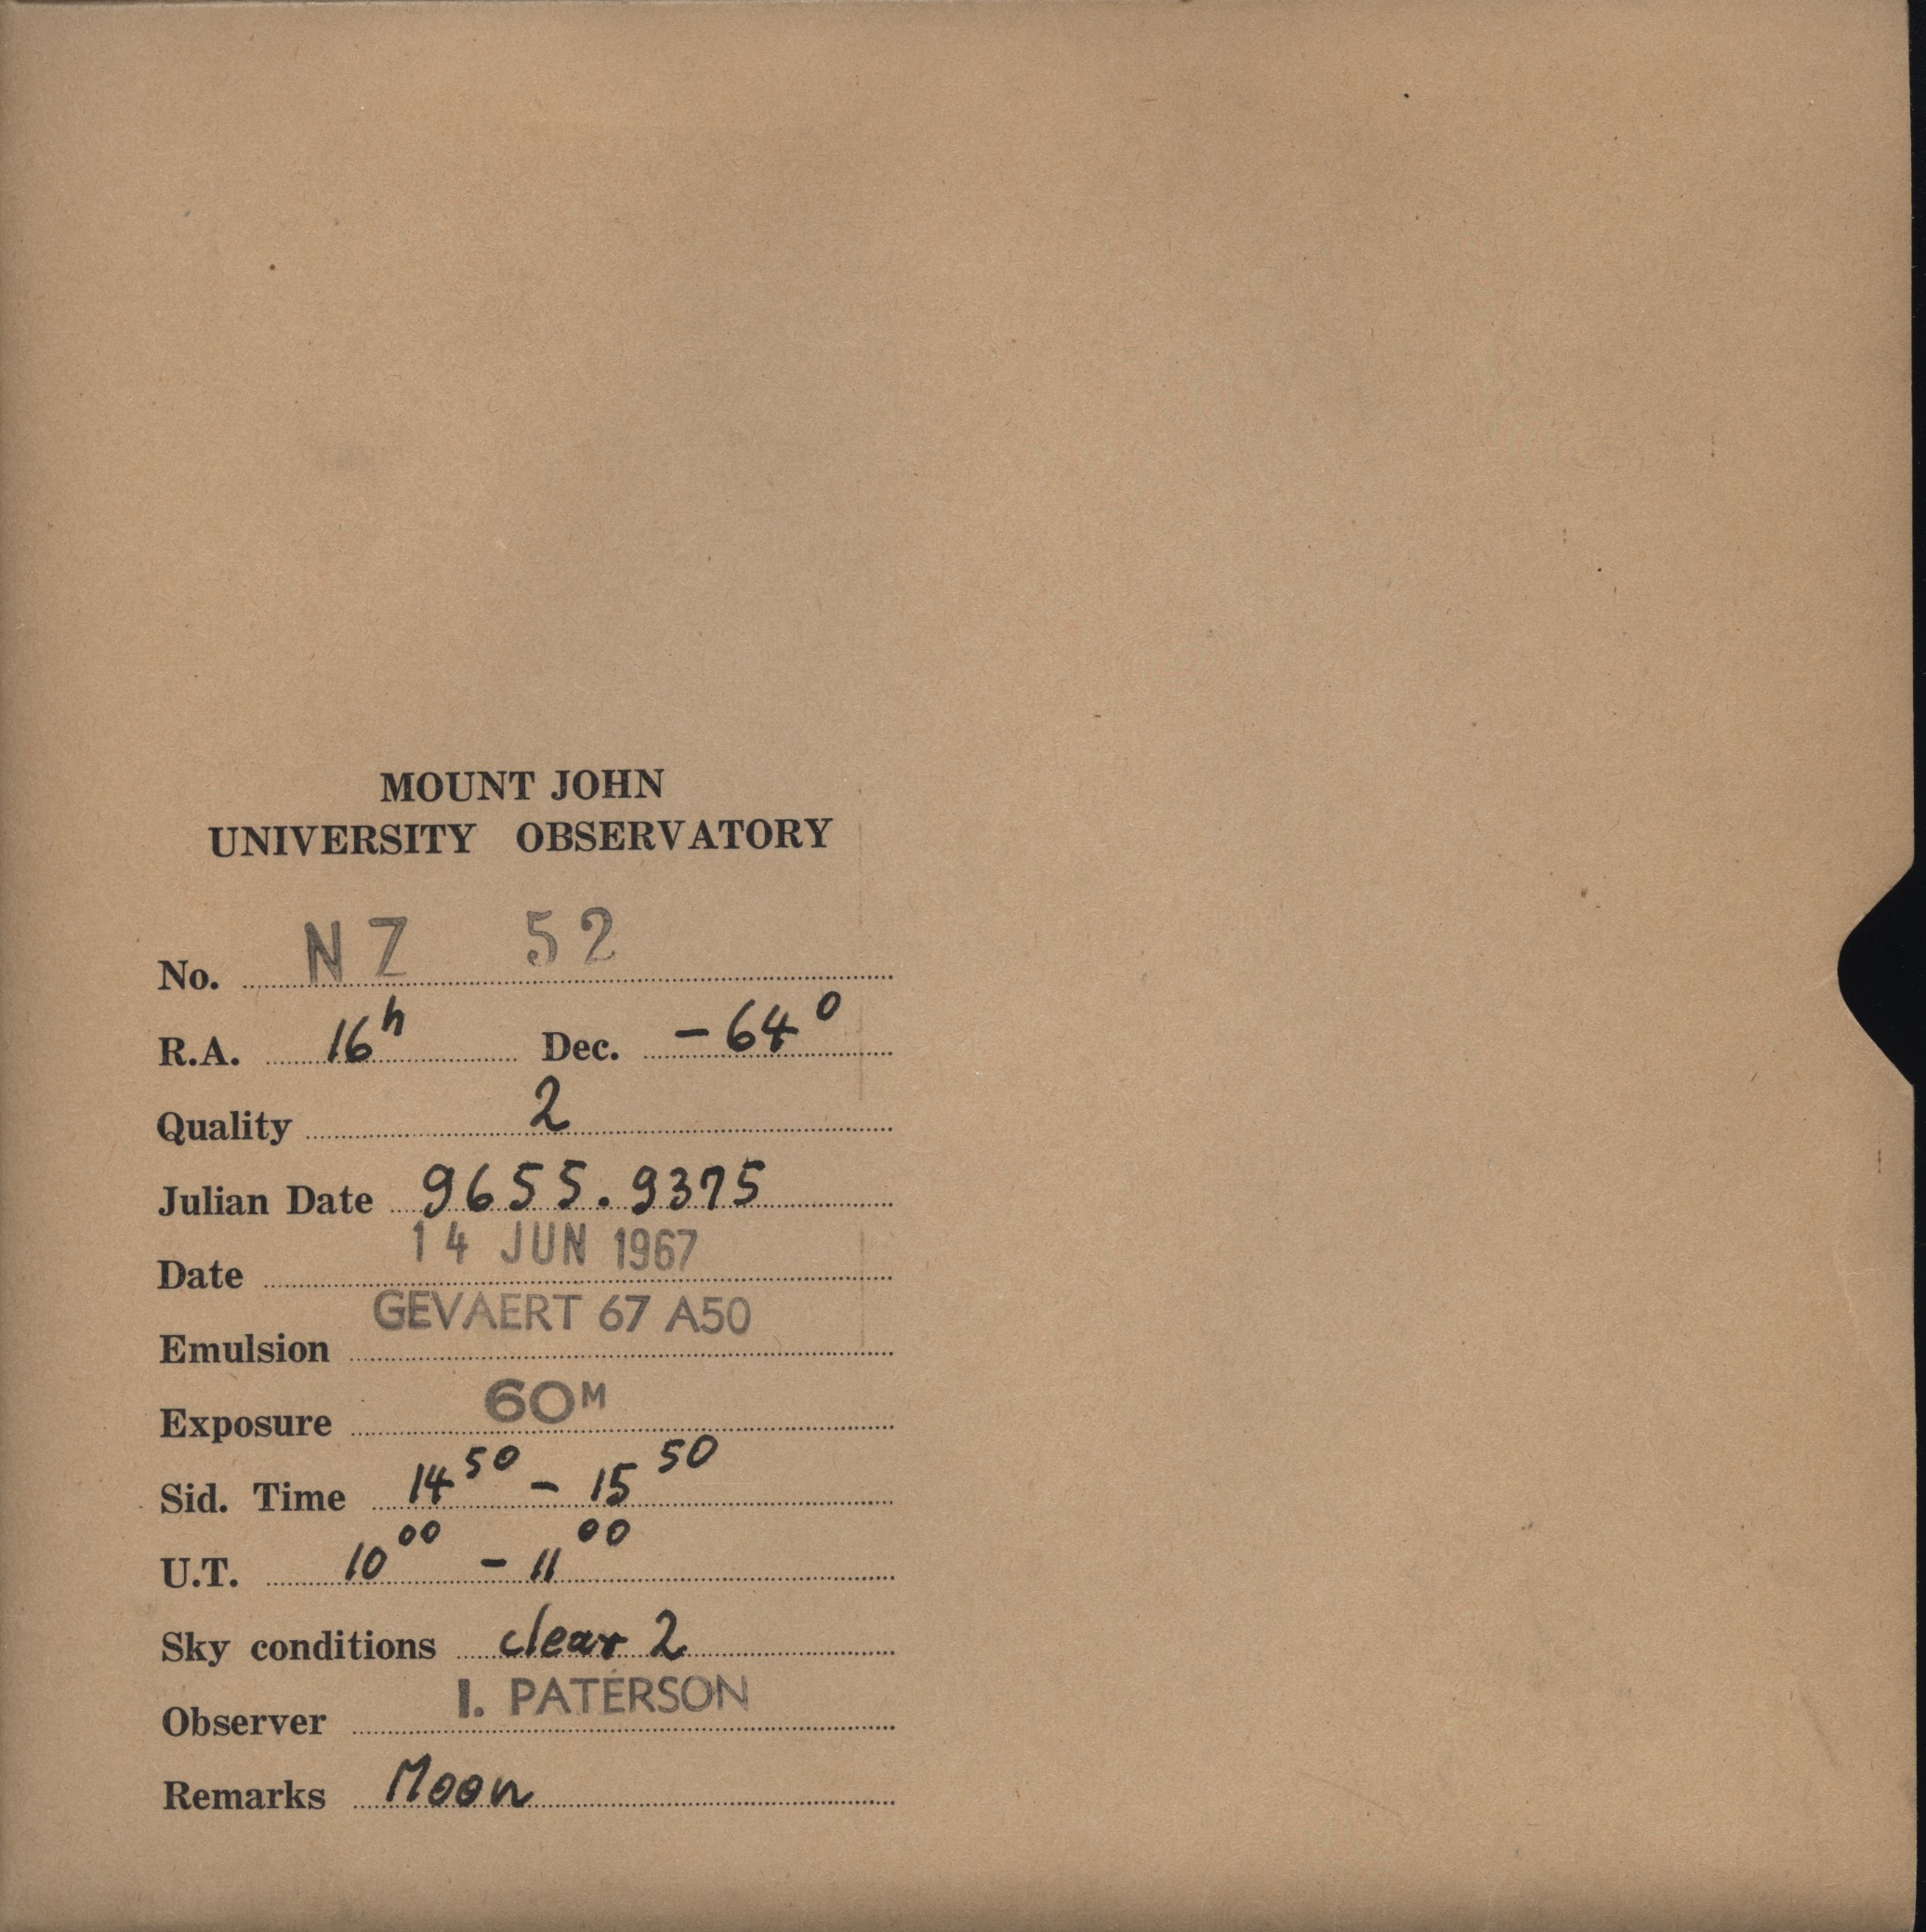 MOUNT JOHN
UNIVERSITY OBSERVATORY
No. NZ 52
R.A. 16h Dec. -64o
Quality 2
Julian Date 9655.9375
Date 14 JUN 1967
Emulsion GEVAERT 67 A50
Exposure 60M
Sid. Time 14 50 - 15 50
U.T. 10 00 - 11 00
Sky conditions clear 2
Observer I. PATERSON
Remarks Moon